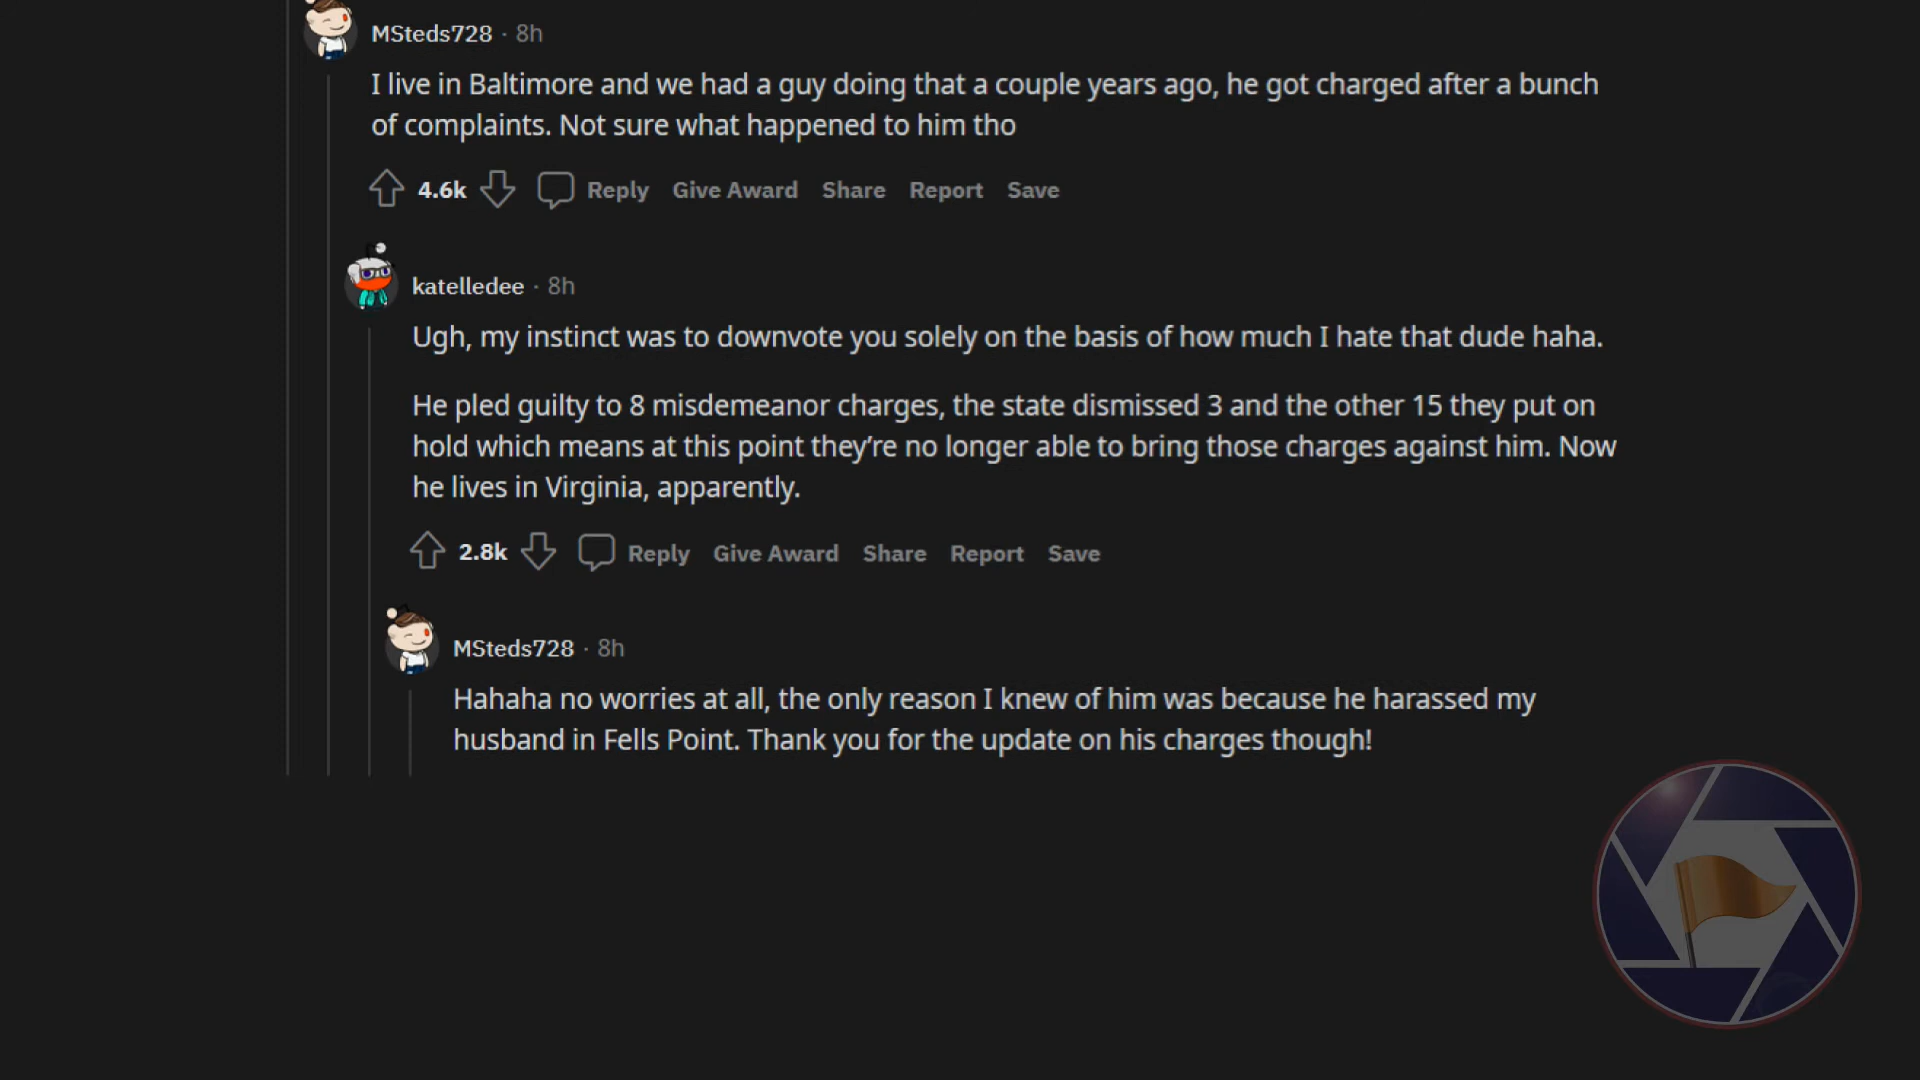 MSteds728 · 8h
I live in Baltimore and we had a guy doing that a couple years ago, he got charged after a bunch
of complaints. Not sure what happened to him tho
4.6k Reply Give Award Share Report Save
katelledee · 8h
Ugh, my instinct was to downvote you solely on the basis of how much I hate that dude haha.
He pled guilty to 8 misdemeanor charges, the state dismissed 3 and the other 15 they put on
hold which means at this point they’re no longer able to bring those charges against him. Now
he lives in Virginia, apparently.
2.8k Reply Give Award Share Report Save
MSteds728 · 8h
Hahaha no worries at all, the only reason I knew of him was because he harassed my
husband in Fells Point. Thank you for the update on his charges though!